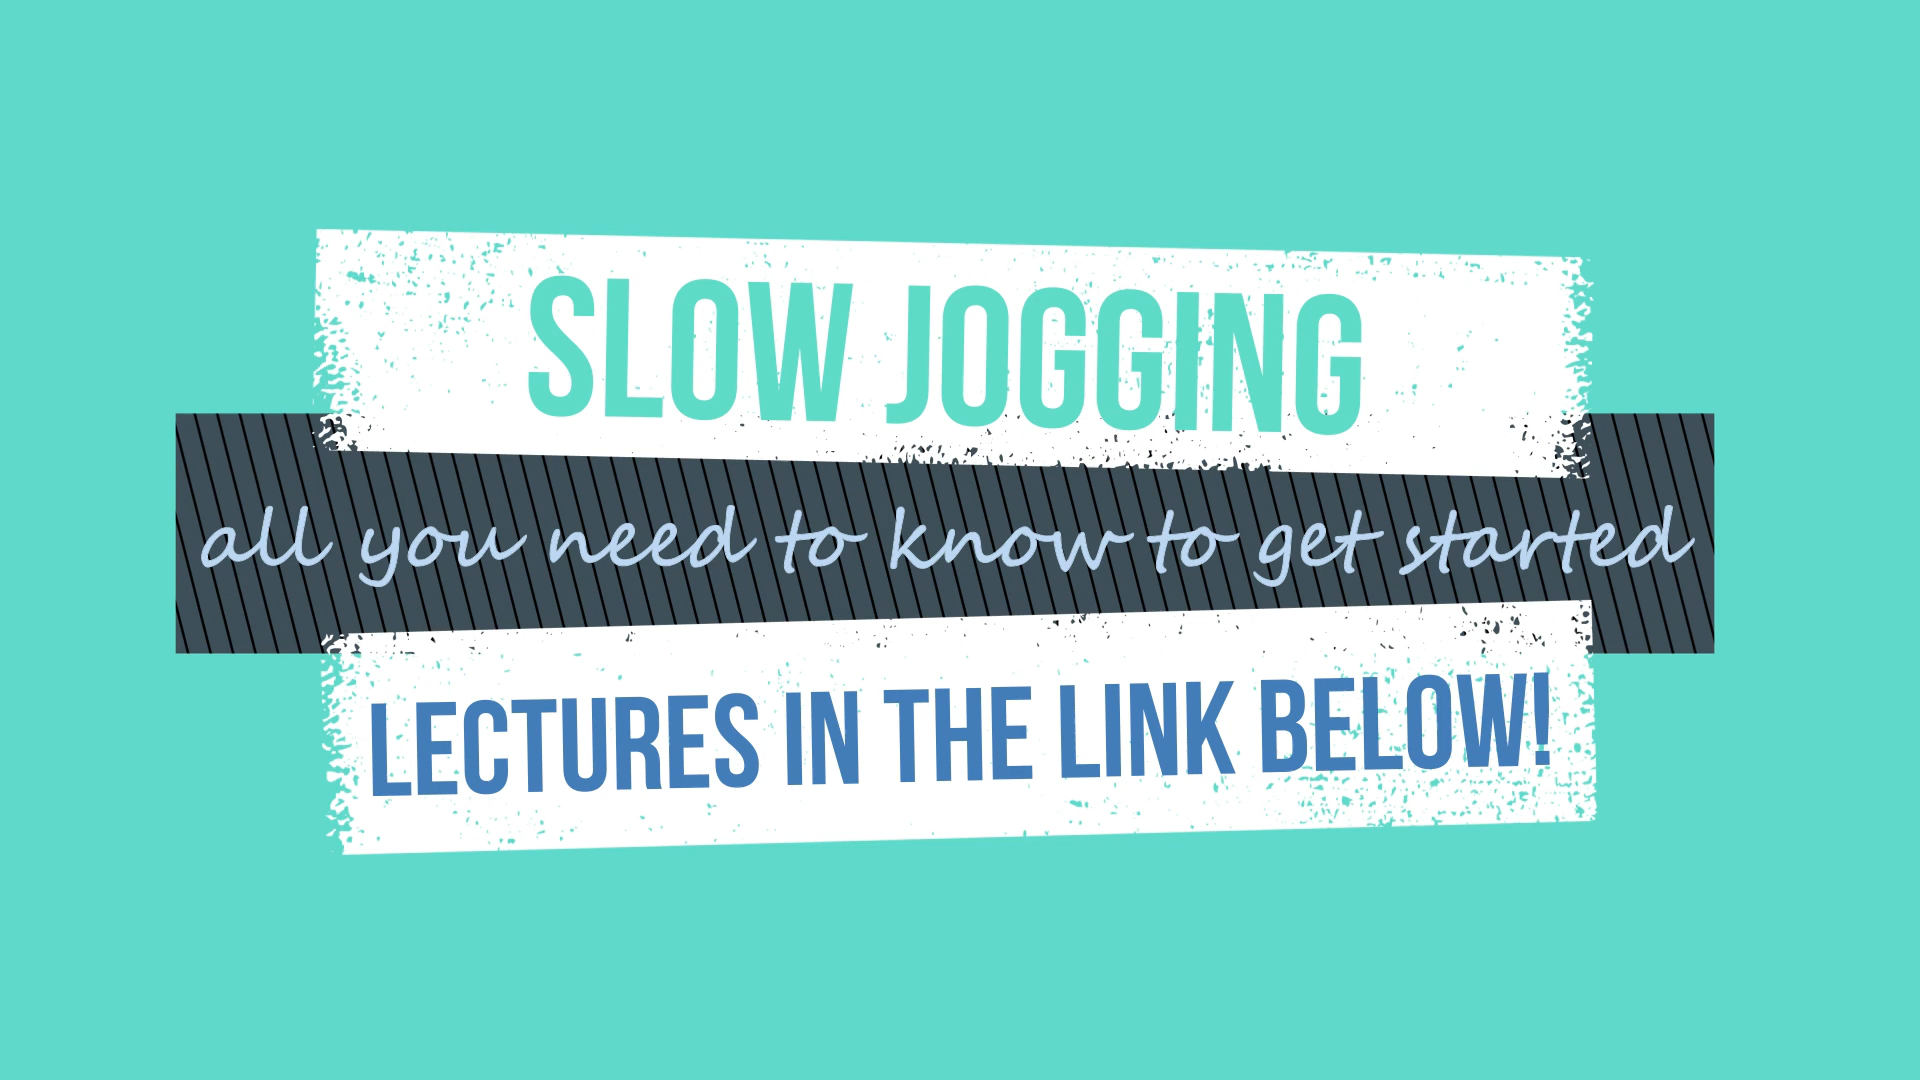 SLOW JOGGING
all you need to know to get started
LECTURES IN THE LINK BELOW!